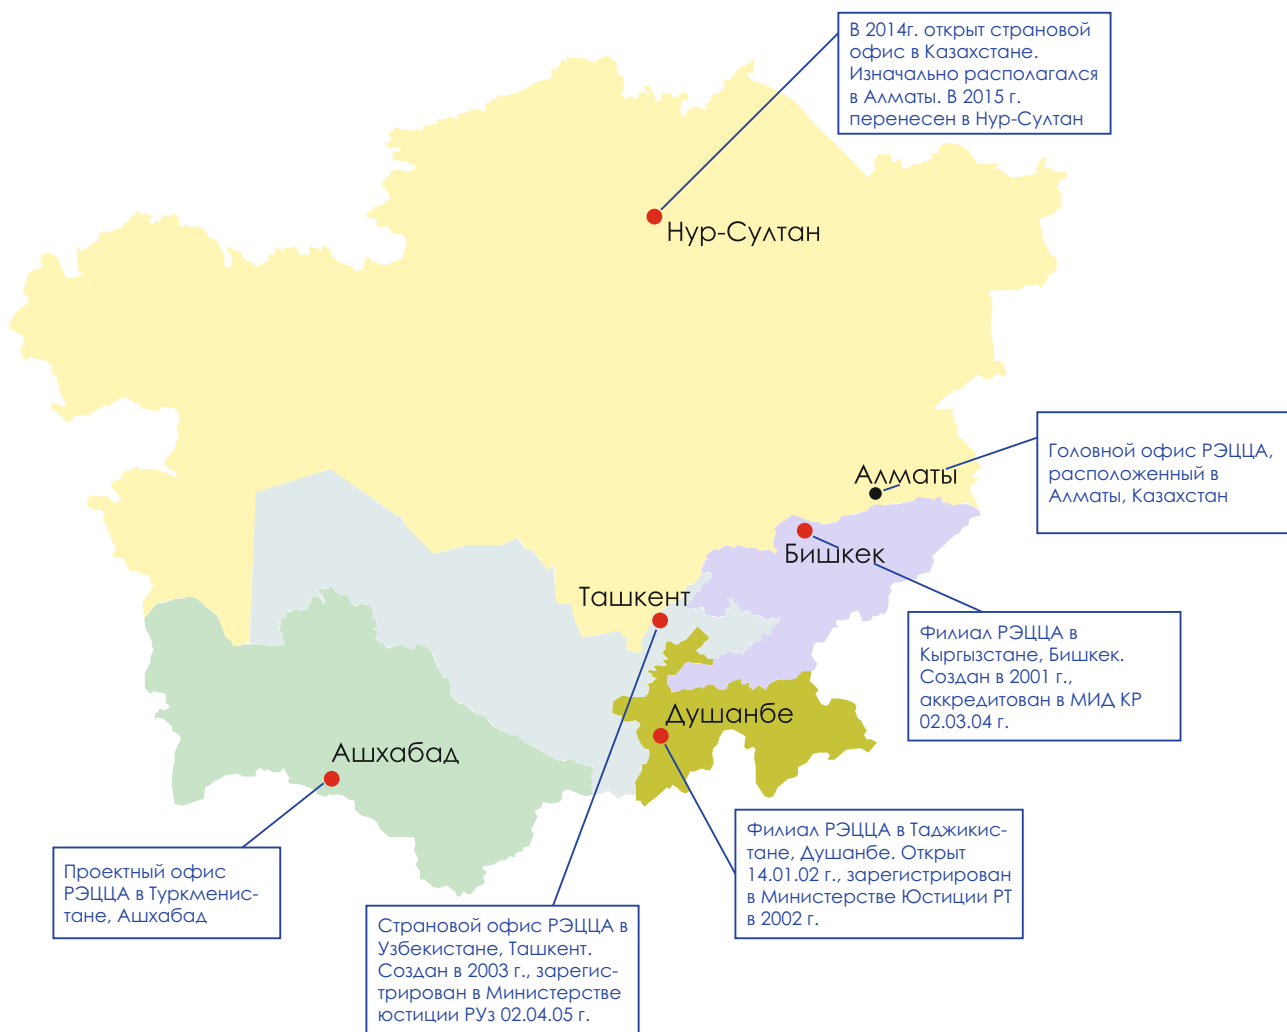 В 2014г. открыт страновой
офис в Казахстане.
Изначально располагался
в Алматы. В 2015 г.
перенесен в Нур-Султан
Нур-Султан
Головной офис РЭЦЦА,
расположенный в
Алматы, Казахстан
Алматы
Бишкек
Ташкент
Филиал РЭЦЦА в
Кыргызстане, Бишкек.
Создан в 2001 г.,
аккредитован в МИД КР
02.03.04 г.
Душанбе
Ашхабад
Филиал РЭЦЦА в Таджикис-
тане, Душанбе. Открыт
14.01.02 г., зарегистрирован
в Министерстве Юстиции РТ
в 2002 г.
Проектный офис
РЭЦЦА в Туркменис-
тане, Ашхабад
Страновой офис РЭЦЦА в
Узбекистане, Ташкент.
Создан в 2003 г., зарегис-
трирован в Министерстве
юстиции РУз 02.04.05 г.